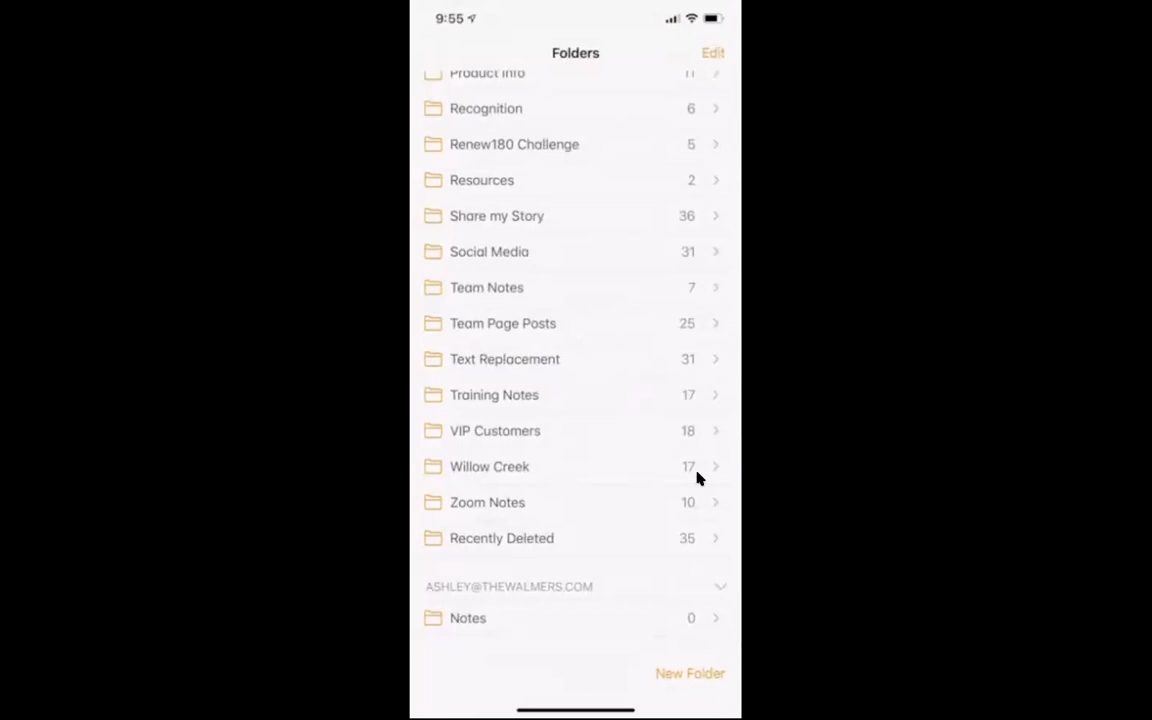 9:55
Folders Edit
Product Info 11
Recognition 6
Renew180 Challenge 5
Resources 2
Share my Story 36
Social Media 31
Team Notes 7
Team Page Posts 25
Text Replacement 31
Training Notes 17
VIP Customers 18
Willow Creek 17
Zoom Notes 10
Recently Deleted 35
ASHLEY@THEWALMERS.COM
Notes 0
New Folder